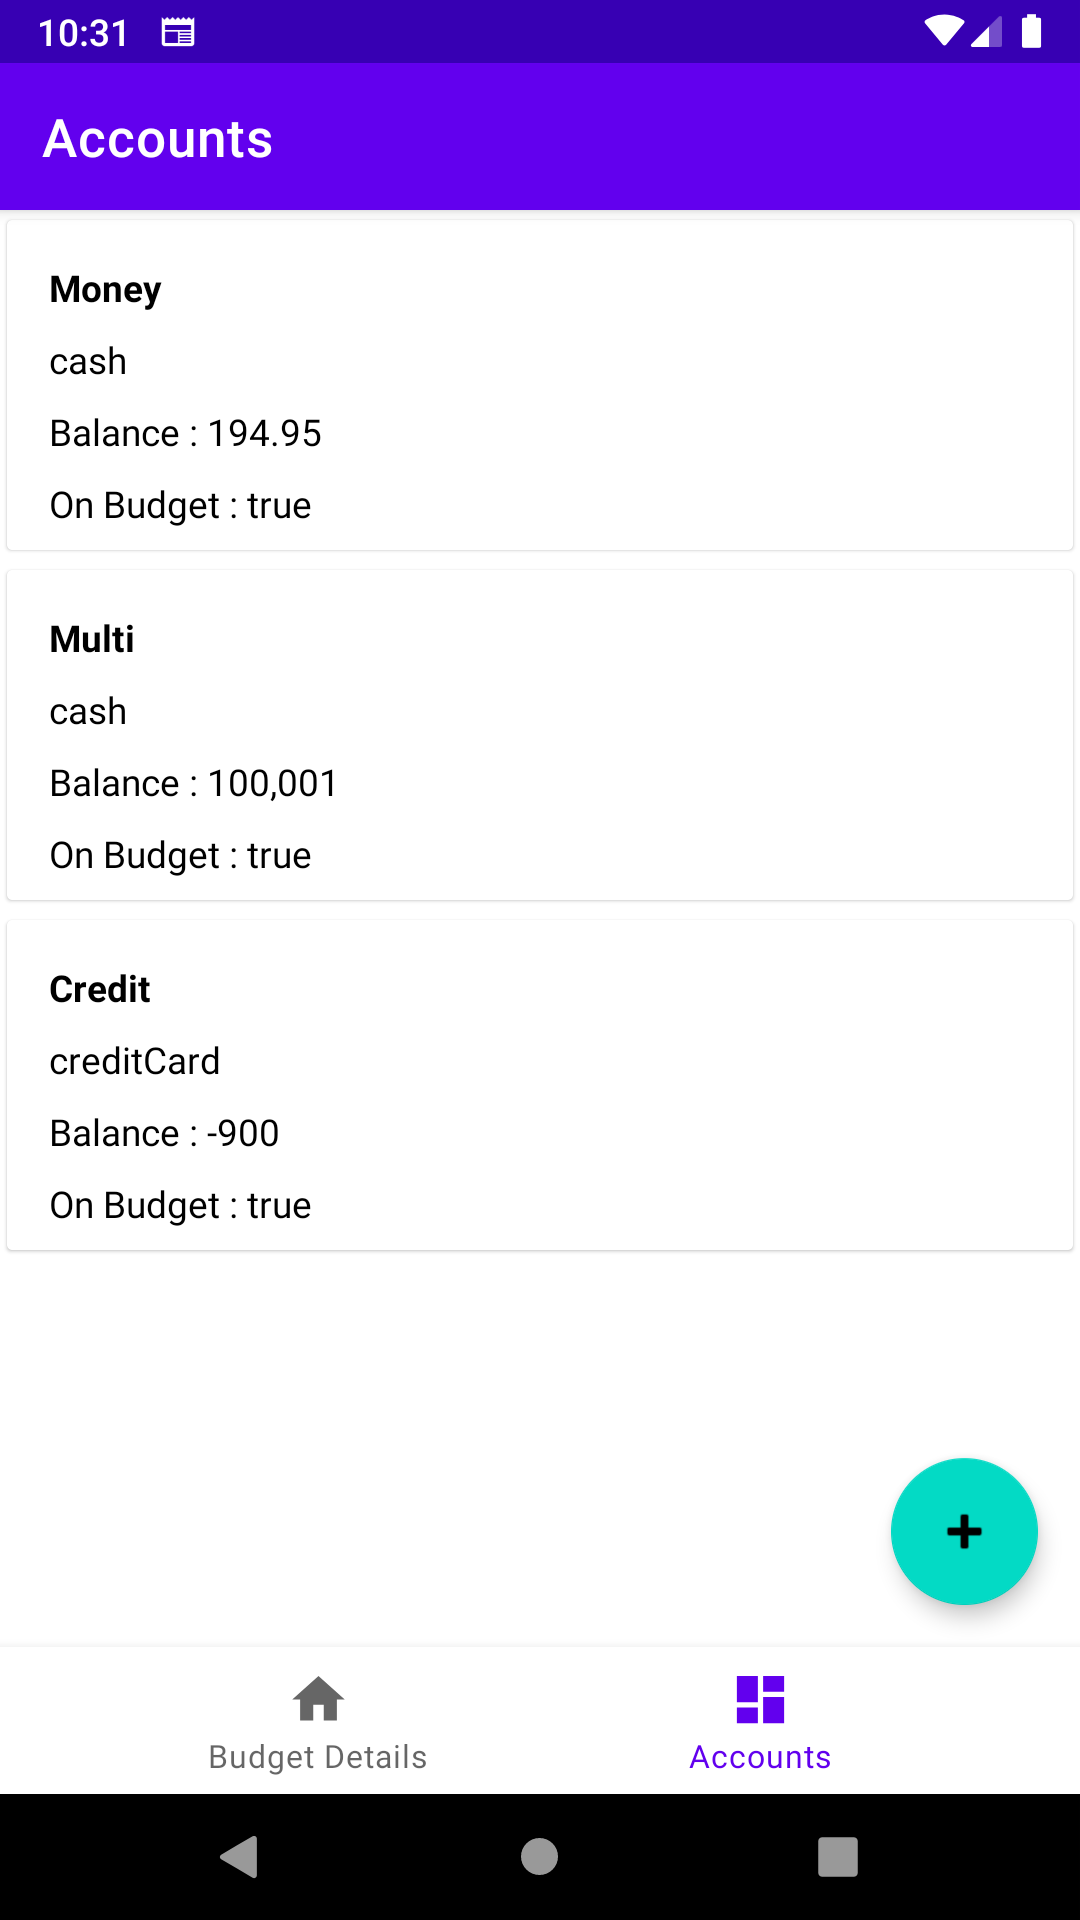 10:31
Accounts
Money
cash
Balance : 194.95
On Budget : true
Multi
cash
Balance : 100,001
On Budget : true
Credit
creditCard
Balance : -900
On Budget : true
Budget Details
Accounts